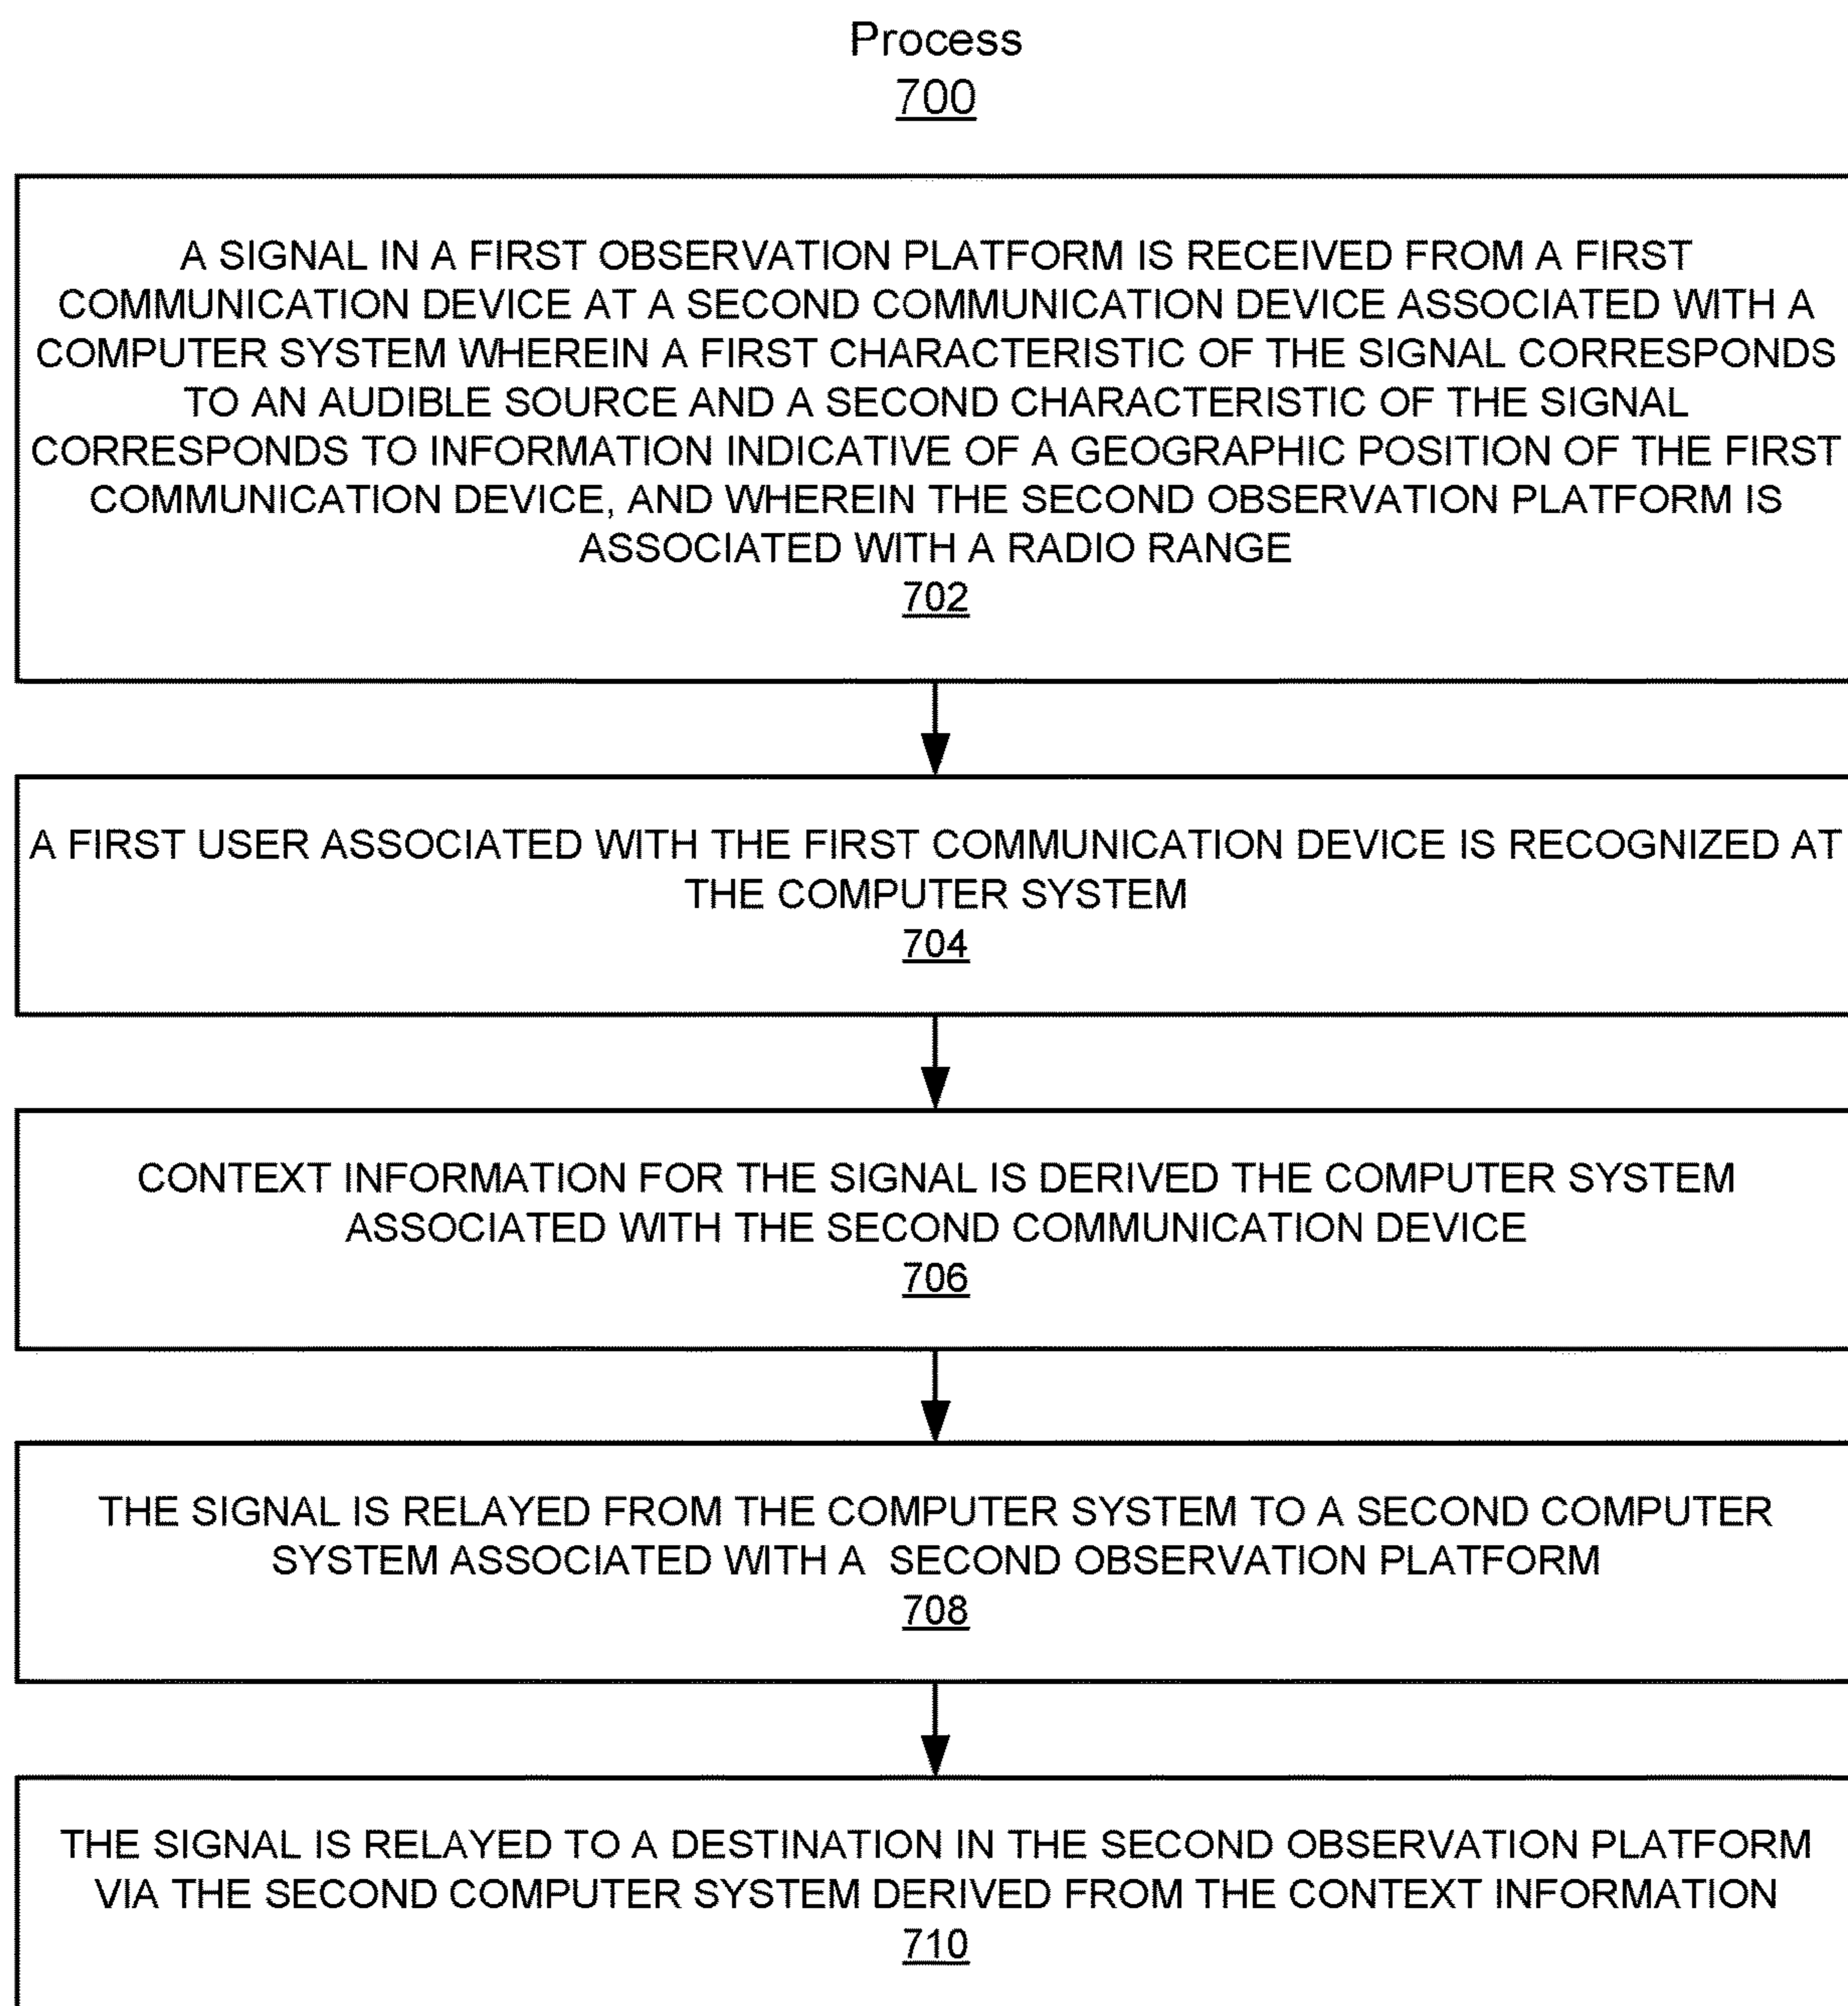 Process
700
A SIGNAL IN A FIRST OBSERVATION PLATFORM IS RECEIVED FROM A FIRST
COMMUNICATION DEVICE AT A SECOND COMMUNICATION DEVICE ASSOCIATED WITH A
COMPUTER SYSTEM WHEREIN A FIRST CHARACTERISTIC OF THE SIGNAL CORRESPONDS
TO AN AUDIBLE SOURCE AND A SECOND CHARACTERISTIC OF THE SIGNAL
CORRESPONDS TO INFORMATION INDICATIVE OF A GEOGRAPHIC POSITION OF THE FIRST
COMMUNICATION DEVICE, AND WHEREIN THE SECOND OBSERVATION PLATFORM IS
ASSOCIATED WITH A RADIO RANGE
702
A FIRST USER ASSOCIATED WITH THE FIRST COMMUNICATION DEVICE IS RECOGNIZED AT
THE COMPUTER SYSTEM
704
CONTEXT INFORMATION FOR THE SIGNAL IS DERIVED THE COMPUTER SYSTEM
ASSOCIATED WITH THE SECOND COMMUNICATION DEVICE
706
THE SIGNAL IS RELAYED FROM THE COMPUTER SYSTEM TO A SECOND COMPUTER
SYSTEM ASSOCIATED WITH A SECOND OBSERVATION PLATFORM
708
THE SIGNAL IS RELAYED TO A DESTINATION IN THE SECOND OBSERVATION PLATFORM
VIA THE SECOND COMPUTER SYSTEM DERIVED FROM THE CONTEXT INFORMATION
710